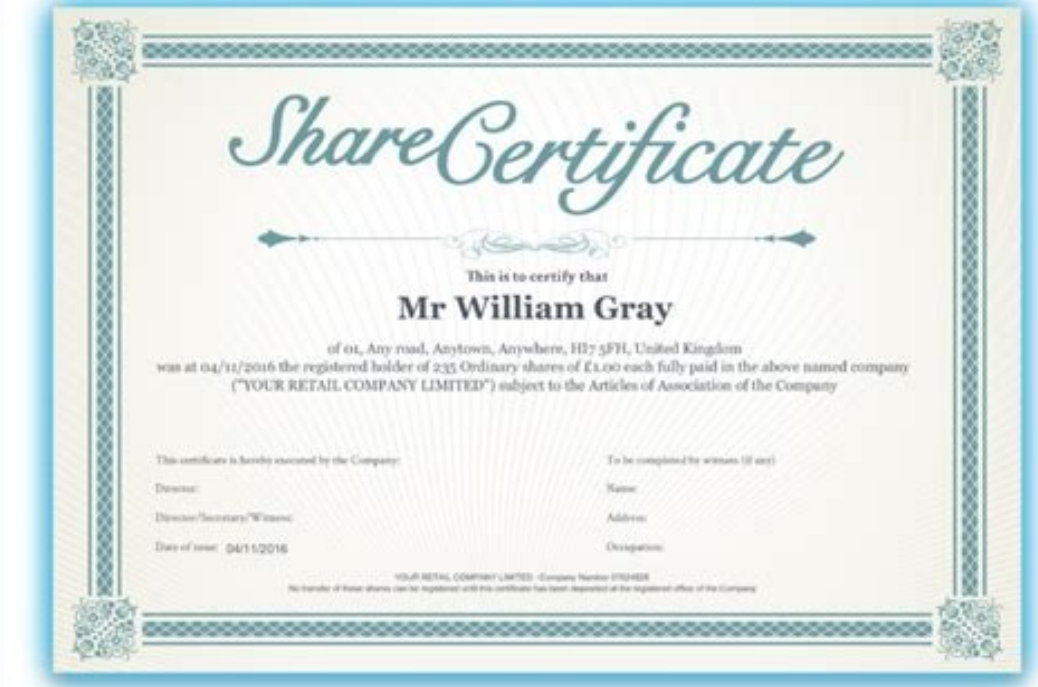 Share Certificate
This is to certify that
Mr William Gray
of 01, Any road, Anytown, Anywhere, HI7 5FH, United Kingdom
was at 04/11/2016 the registered holder of 235 Ordinary shares of £1.00 each fully paid in the above named company
("YOUR RETAIL COMPANY LIMITED") subject to the Articles of Association of the Company
This certificate is hereby executed by the Company:
To be completed by witness (if any)
Director:
Name:
Director/Secretary/Witness:
Address:
Date of issue: 04/11/2016
Occupation:
YOUR RETAIL COMPANY LIMITED - Company Number
No transfer of these shares can be registered until this certificate has been deposited at the registered office of the Company